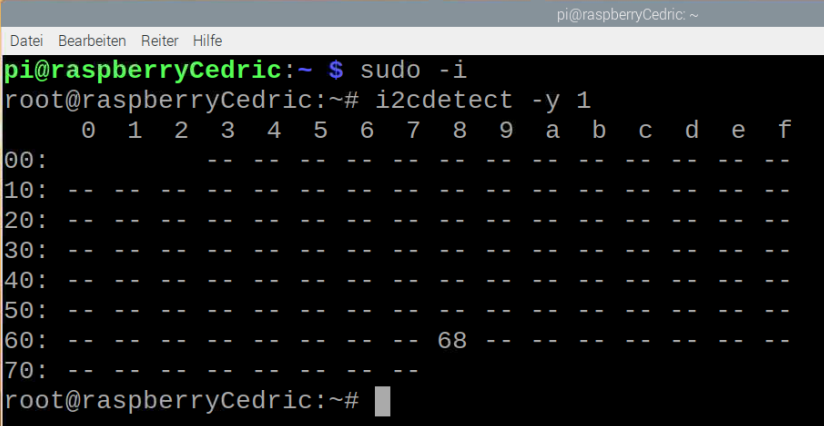 pi@raspberryCedric: ~
Datei Bearbeiten Reiter Hilfe
pi@raspberryCedric:~ $ sudo -i
root@raspberryCedric:~# i2cdetect -y 1
     0  1  2  3  4  5  6  7  8  9  a  b  c  d  e  f
00:          -- -- -- -- -- -- -- -- -- -- -- -- --
10: -- -- -- -- -- -- -- -- -- -- -- -- -- -- -- --
20: -- -- -- -- -- -- -- -- -- -- -- -- -- -- -- --
30: -- -- -- -- -- -- -- -- -- -- -- -- -- -- -- --
40: -- -- -- -- -- -- -- -- -- -- -- -- -- -- -- --
50: -- -- -- -- -- -- -- -- -- -- -- -- -- -- -- --
60: -- -- -- -- -- -- -- -- 68 -- -- -- -- -- -- --
70: -- -- -- -- -- -- -- --
root@raspberryCedric:~#